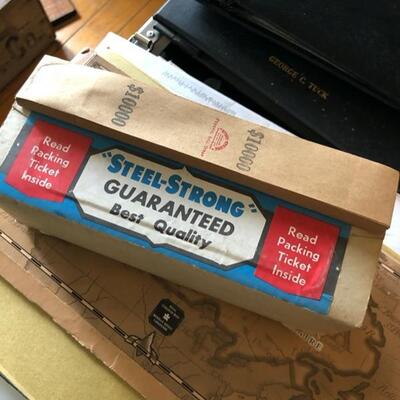 GEORGE C. TUCK
$10000
$10000
"STEEL-STRONG"
GUARANTEED
Best Quality
Read
Packing
Ticket
Inside
Read
Packing
Ticket
Inside